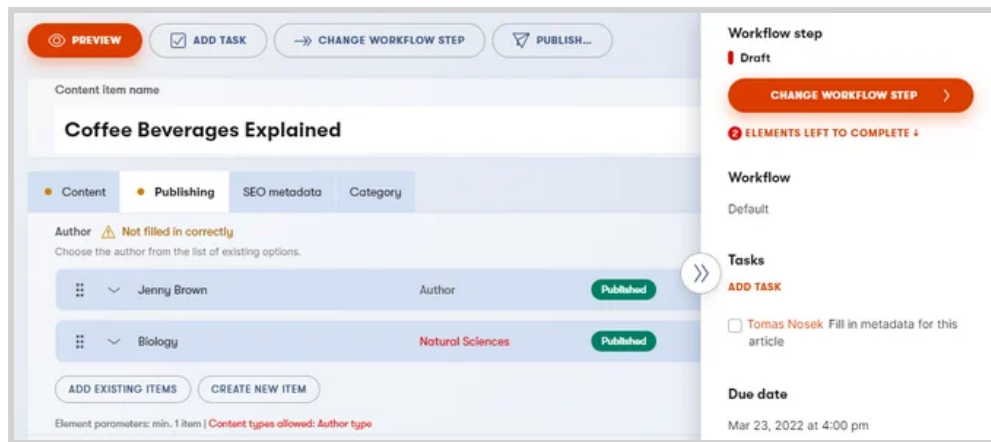 PREVIEW
ADD TASK
CHANGE WORKFLOW STEP
PUBLISH...
Content item name
Coffee Beverages Explained
Content
Publishing
SEO metadata
Category
Author Not filled in correctly
Choose the author from the list of existing options.
Jenny Brown Author Published
Biology Natural Sciences Published
ADD EXISTING ITEMS
CREATE NEW ITEM
Element parameters: min. 1 item | Content types allowed: Author type
Workflow step
Draft
CHANGE WORKFLOW STEP
2 ELEMENTS LEFT TO COMPLETE ↓
Workflow
Default
Tasks
ADD TASK
Tomas Nosek Fill in metadata for this
article
Due date
Mar 23, 2022 at 4:00 pm